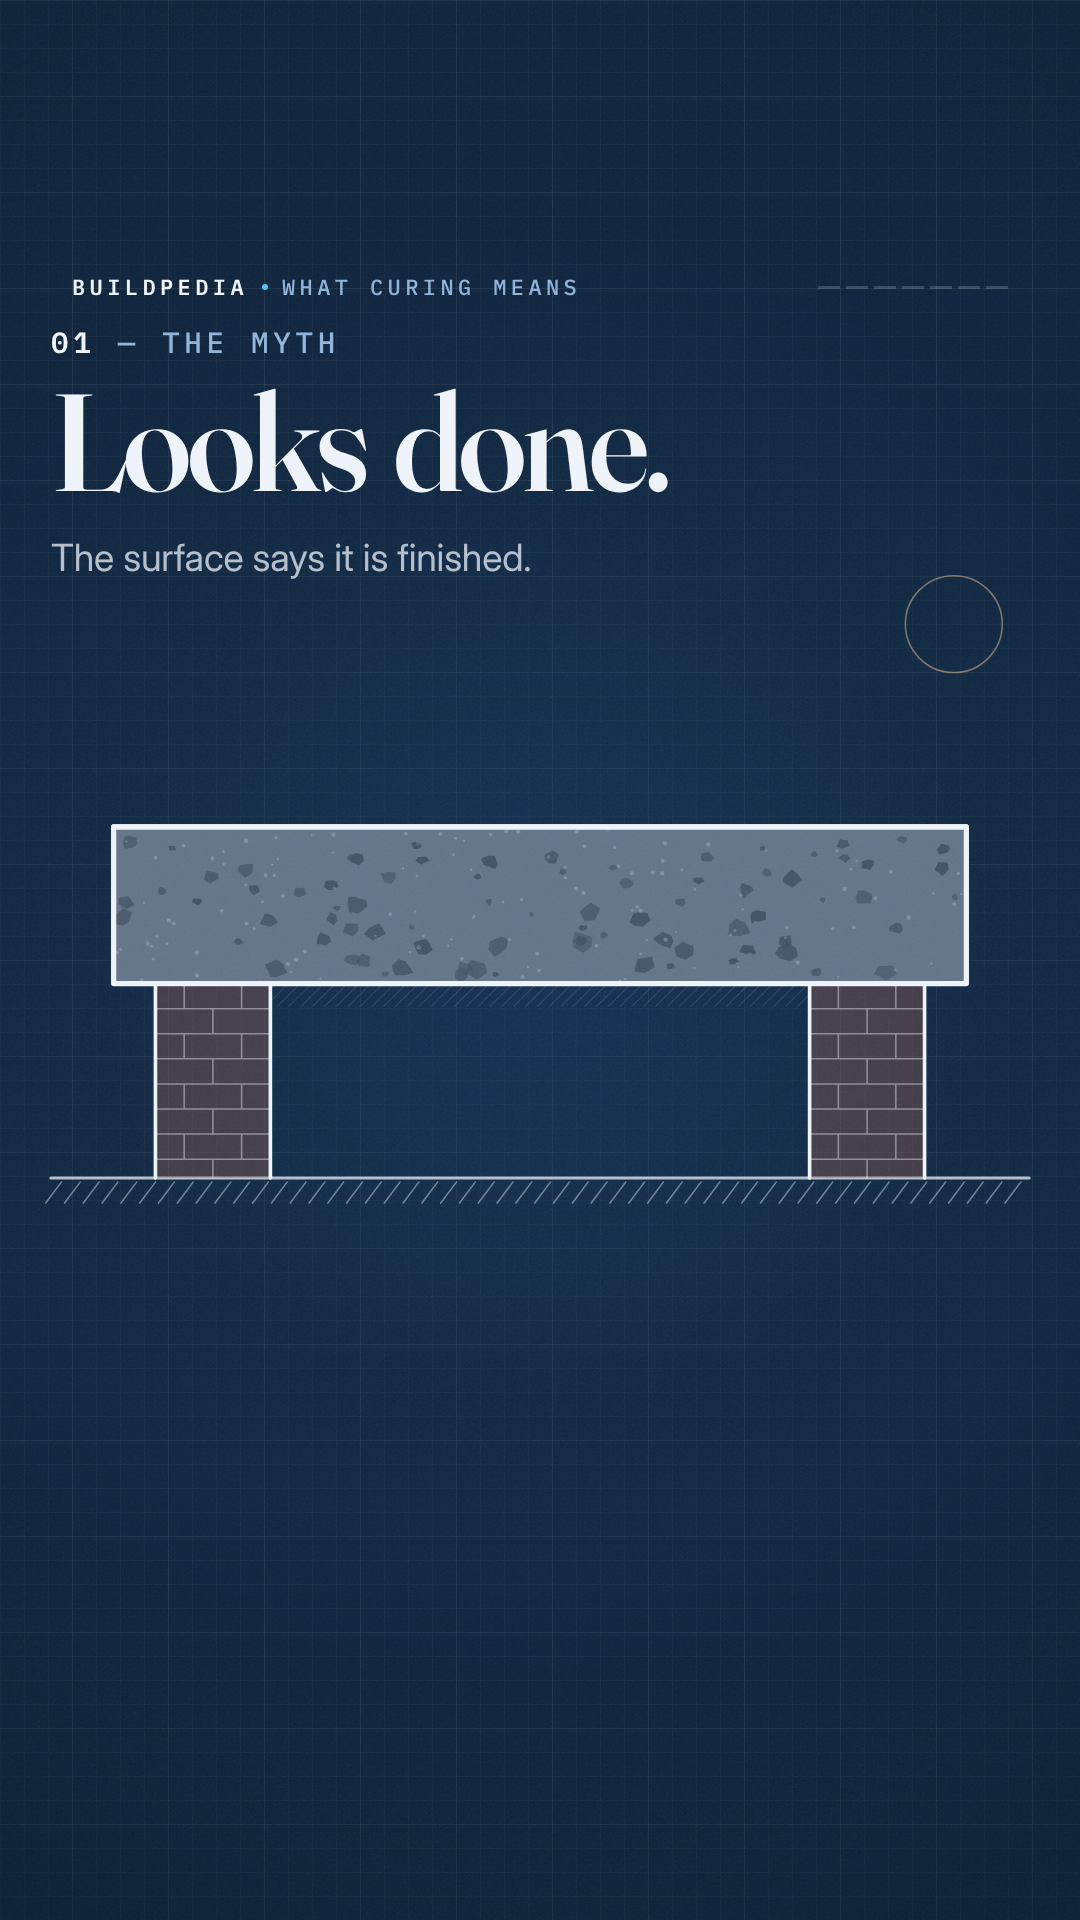 BUILDPEDIA • WHAT CURING MEANS
01 — THE MYTH
Looks done.
The surface says it is finished.